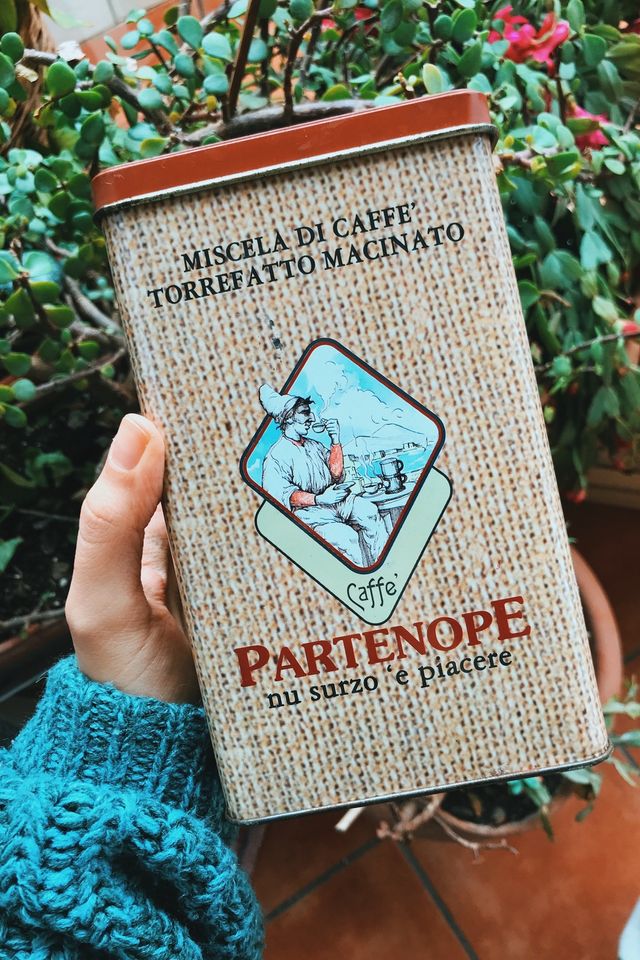 MISCELA DI CAFFE'
TORREFATTO MACINATO
Caffe'
PARTENOPE
nu surzo 'e piacere